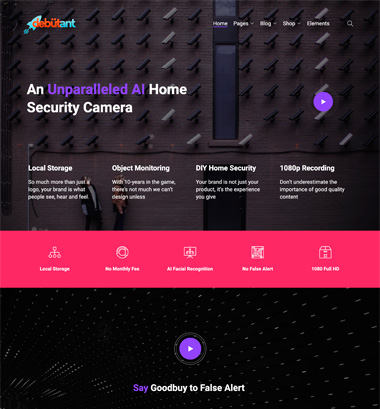 debütant
Home Pages Blog Shop Elements
An Unparalleled AI Home
Security Camera
Local Storage
So much more than just a
logo, your brand is what
people see, hear and feel.
Object Monitoring
With 10-years in the game,
there's not much we can't
design unless
DIY Home Security
Your brand is not just your
product, it's the experience
you give
1080p Recording
Don't underestimate the
importance of good quality
content
Local Storage
No Monthly Fee
AI Facial Recognition
No False Alert
1080 Full HD
Say Goodbuy to False Alert